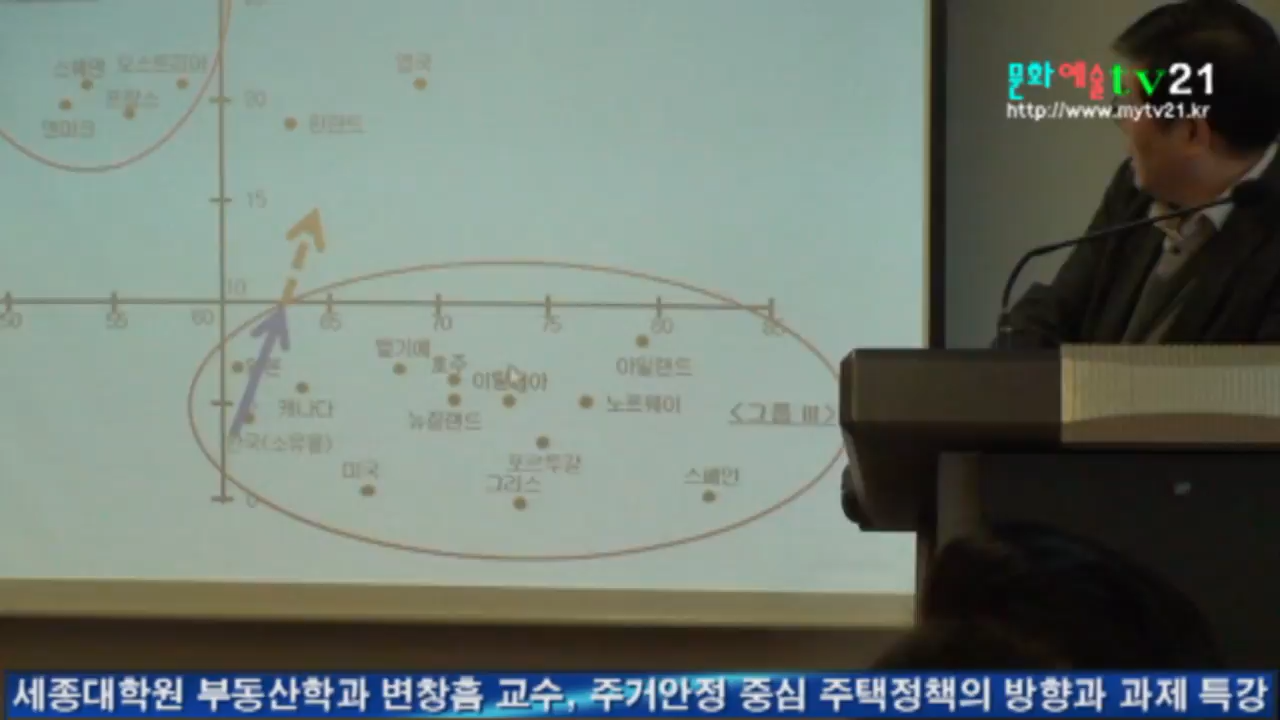 문화예술tv21
http://www.mytv21.kr
스웨덴 오스트리아
영국
20
프랑스
덴마크
핀란드
15
10
50 55 60 65 70 75 80 85
벨기에
호주
이탈리아
아일랜드
캐나다
노르웨이
<그룹 III>
뉴질랜드
한국(소유율)
포르투갈
미국
그리스
스페인
0
세종대학원 부동산학과 변창흠 교수, 주거안정 중심 주택정책의 방향과 과제 특강